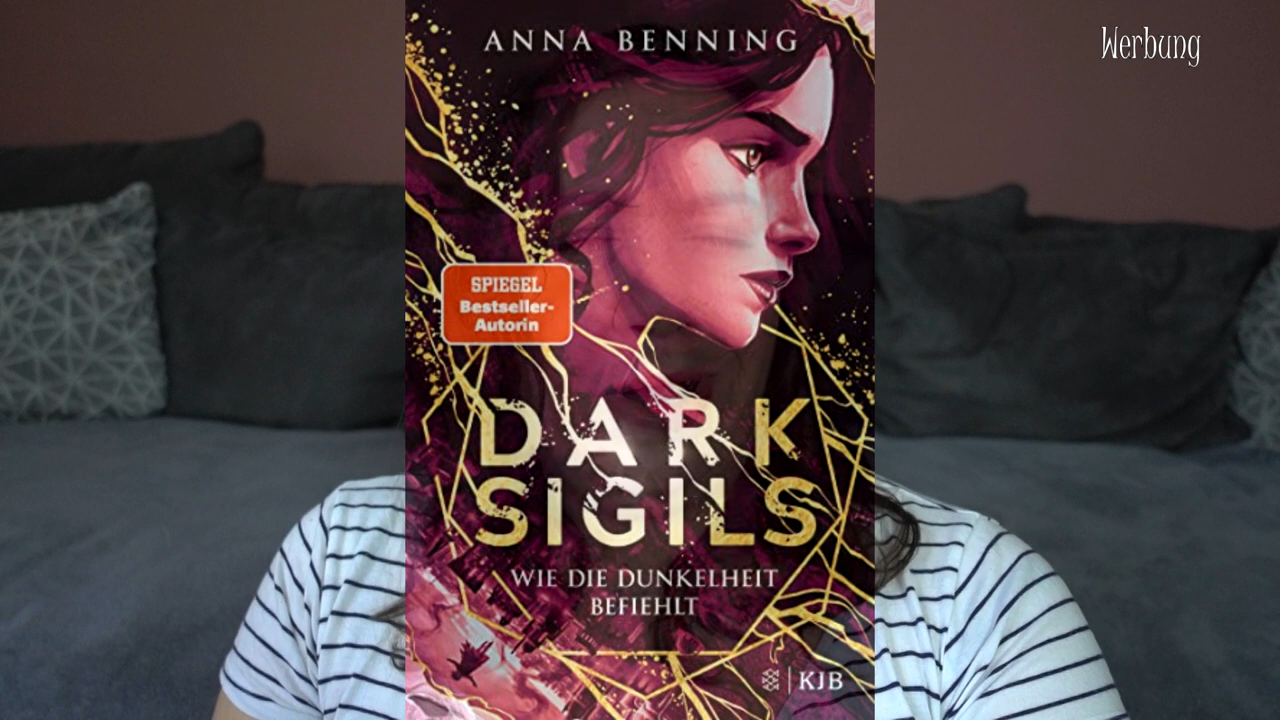 ANNA BENNING
Werbung
SPIEGEL
Bestseller-
Autorin
DARK
SIGILS
WIE DIE DUNKELHEIT
BEFIEHLT
KJB